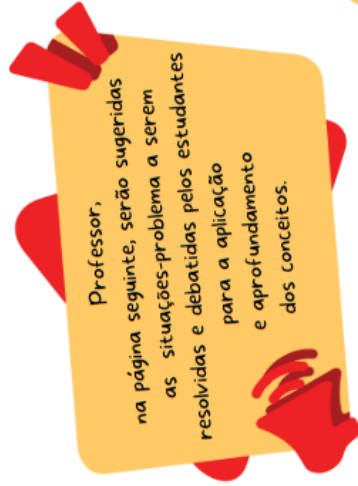 Professor,
na página seguinte, serão sugeridas
as situações-problema a serem
resolvidas e debatidas pelos estudantes
para a aplicação
e aprofundamento
dos conceitos.